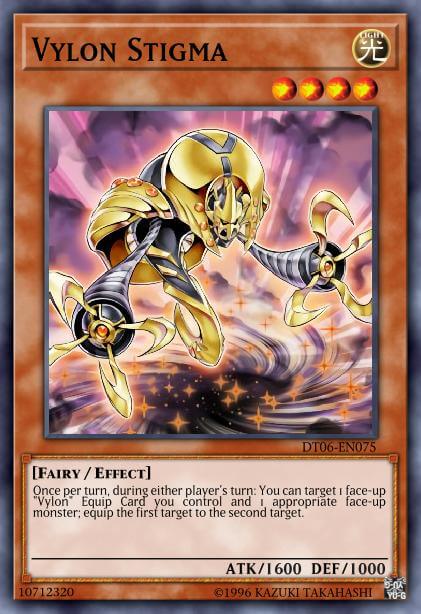 VYLON STIGMA
LIGHT
光
DT06-EN075
[FAIRY / EFFECT]
Once per turn, during either player's turn: You can target 1 face-up
"Vylon" Equip Card you control and 1 appropriate face-up
monster; equip the first target to the second target.
ATK/1600 DEF/1000
10712320
©1996 KAZUKI TAKAHASHI